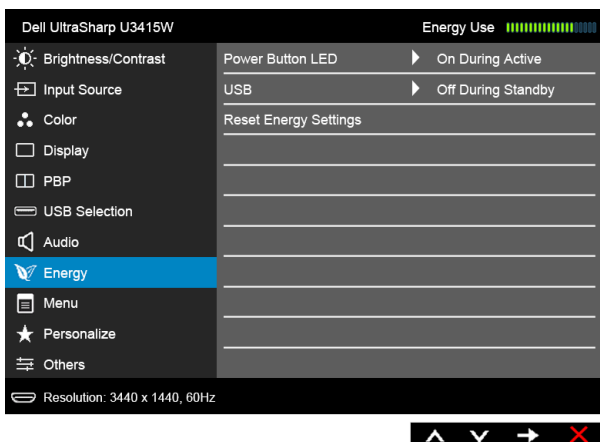 Dell UltraSharp U3415W Energy Use
Brightness/Contrast Power Button LED On During Active
Input Source USB Off During Standby
Color Reset Energy Settings
Display
PBP
USB Selection
Audio
Energy
Menu
Personalize
Others
Resolution: 3440 x 1440, 60Hz